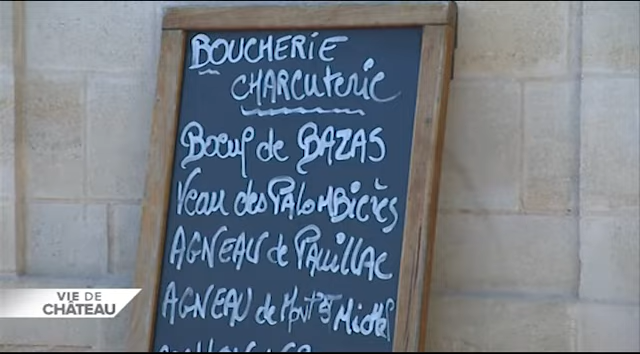 BOUCHERIE
CHARCUTERIE
Boeuf de BAZAS
Veau des PALOMBIÈRES
AGNEAU de PAUILLAC
AGNEAU de Mont St Michel
VIE DE
CHÂTEAU